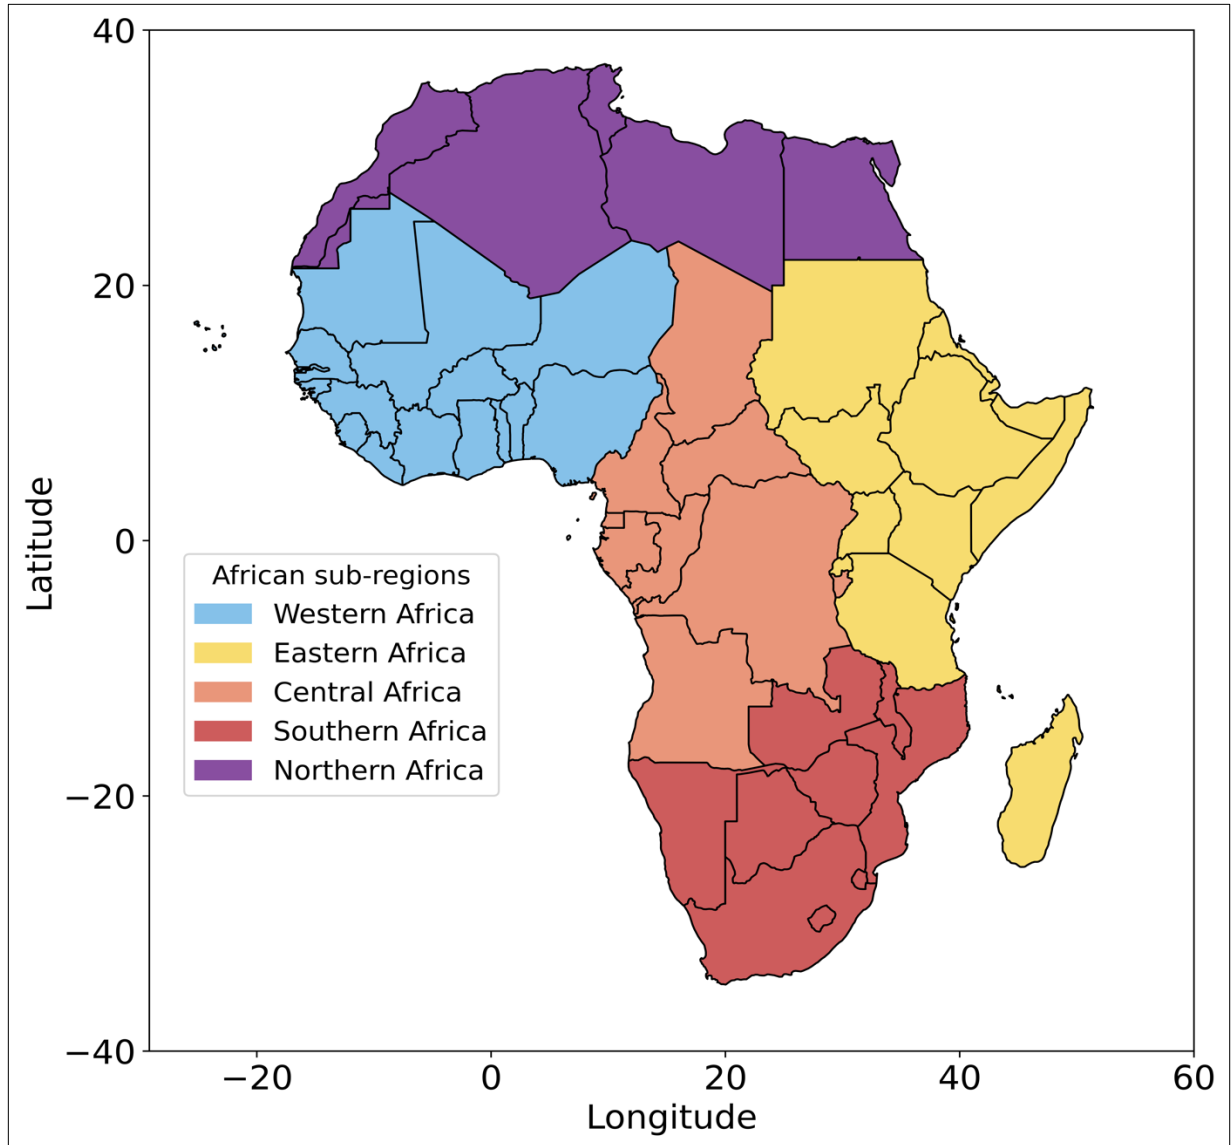 40
20
0
−20
−40
Latitude
African sub-regions
Western Africa
Eastern Africa
Central Africa
Southern Africa
Northern Africa
−20 0 20 40 60
Longitude